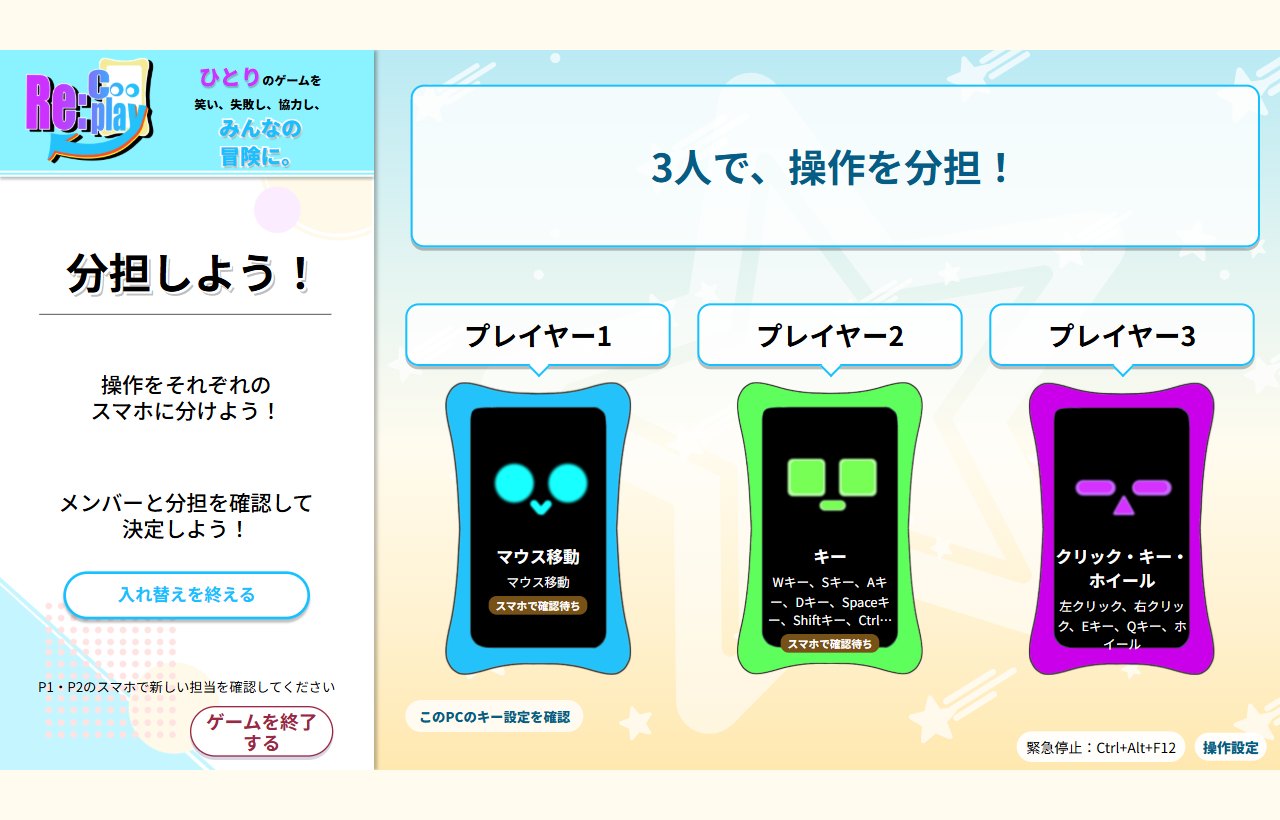 Re:Coplay
ひとりのゲームを
笑い、失敗し、協力し、
みんなの
冒険に。
分担しよう！
操作をそれぞれの
スマホに分けよう！
メンバーと分担を確認して
決定しよう！
入れ替えを終える
P1・P2のスマホで新しい担当を確認してください
ゲームを終了
する
3人で、操作を分担！
プレイヤー1
マウス移動
マウス移動
スマホで確認待ち
プレイヤー2
キー
Wキー、Sキー、Aキ
ー、Dキー、Spaceキ
ー、Shiftキー、Ctrl…
スマホで確認待ち
プレイヤー3
クリック・キー・
ホイール
左クリック、右クリッ
ク、Eキー、Qキー、ホ
イール
このPCのキー設定を確認
緊急停止：Ctrl+Alt+F12
操作設定